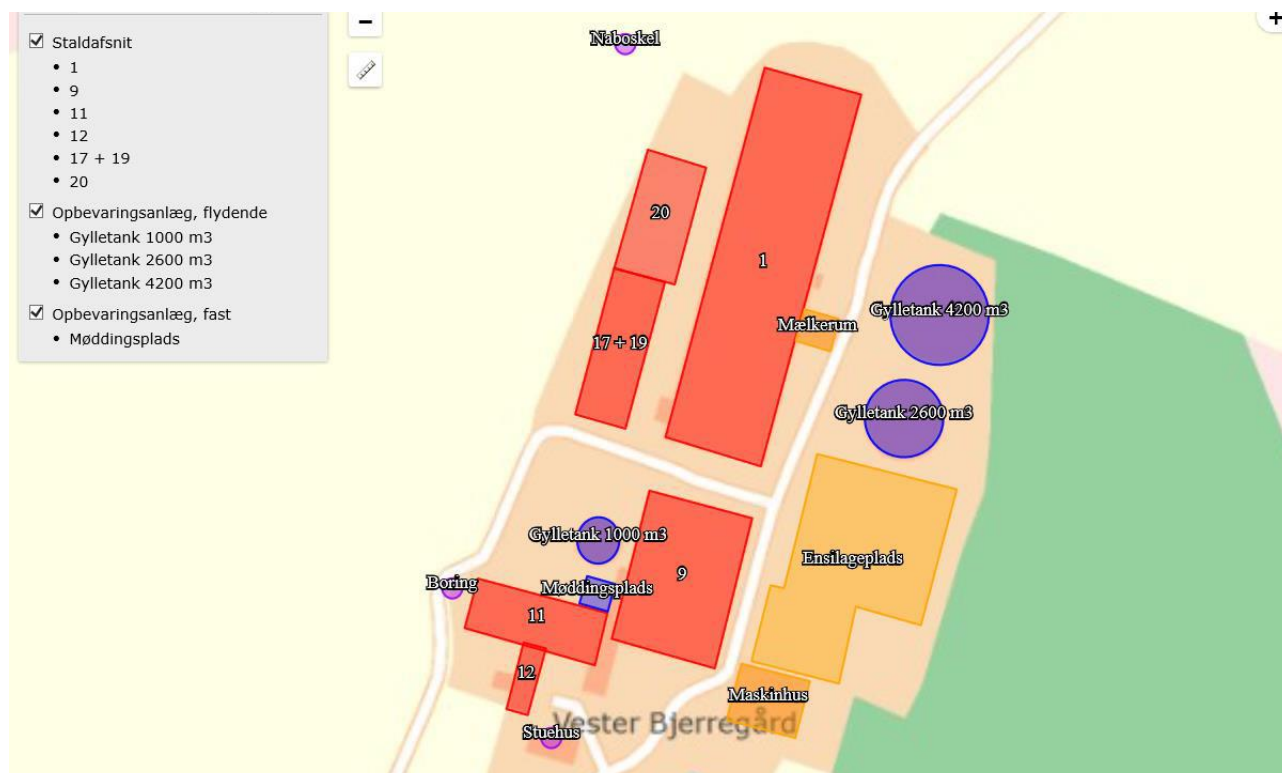 Staldafsnit
1
9
11
12
17 + 19
20
Opbevaringsanlæg, flydende
Gylletank 1000 m3
Gylletank 2600 m3
Gylletank 4200 m3
Opbevaringsanlæg, fast
Møddingsplads
Naboskel
20
1
Gylletank 4200 m3
Mælkerum
17 + 19
Gylletank 2600 m3
Gylletank 1000 m3
Ensilageplads
9
Boring
Møddingsplads
11
12
Maskinhus
Vester Bjerregård
Stuehus